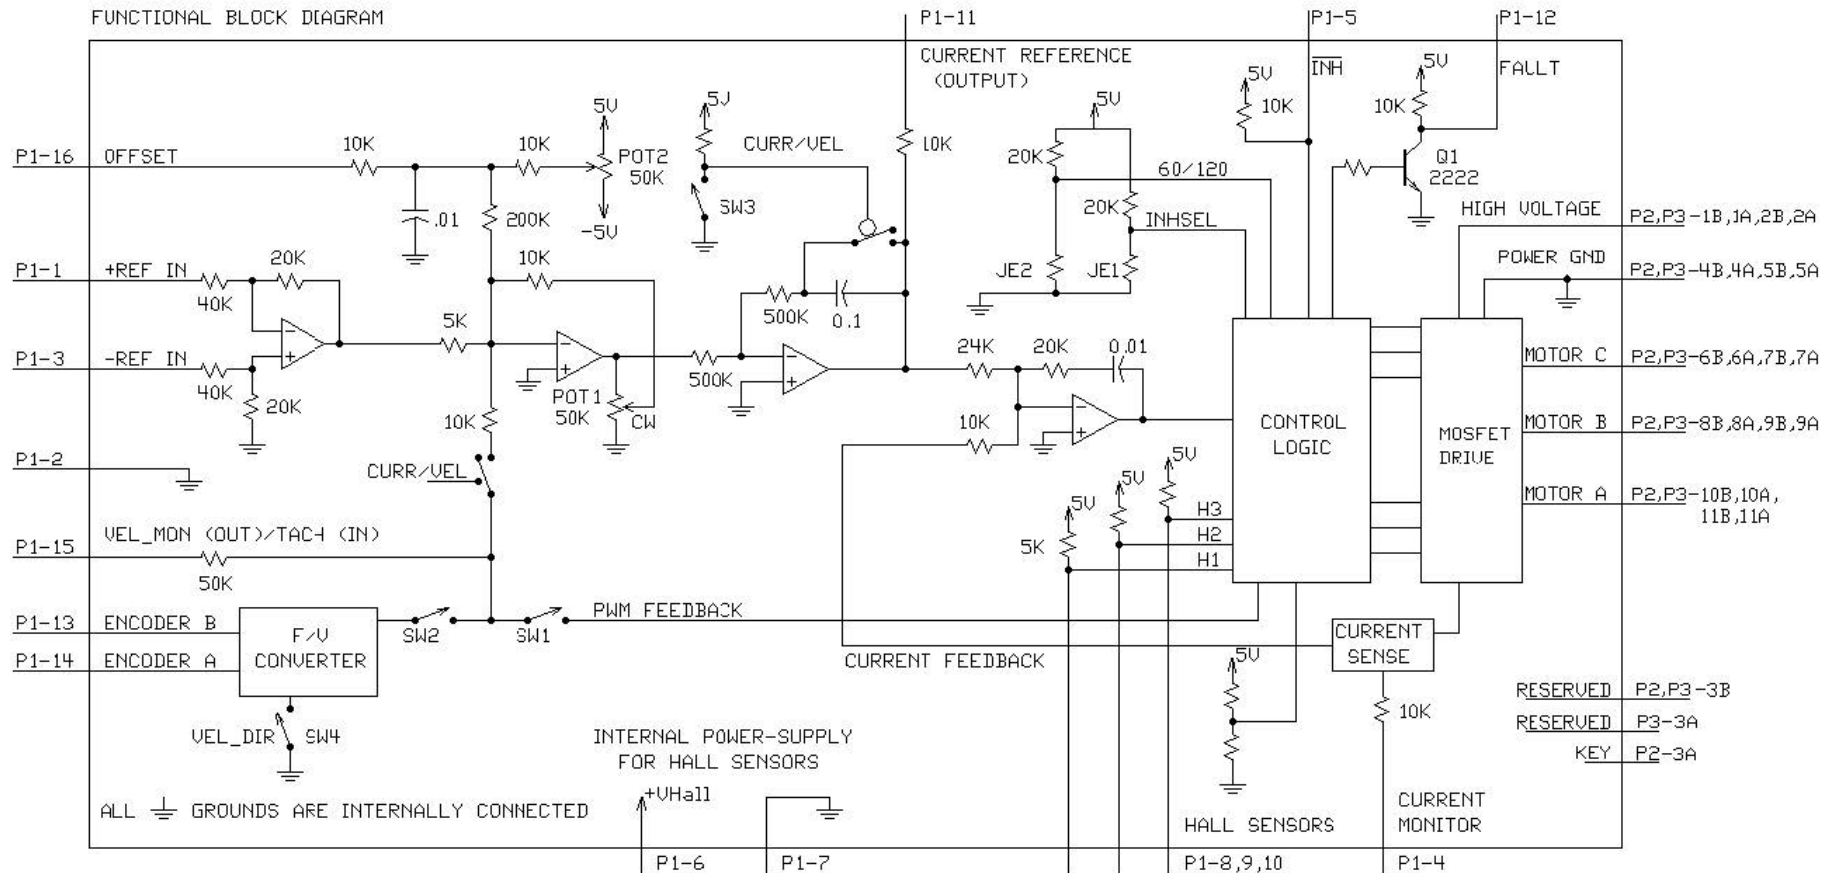 FUNCTIONAL BLOCK DIAGRAM
P1-11
P1-5
P1-12
CURRENT REFERENCE
(OUTPUT)
INH
FAULT
5V
10K
5V
10K
5V
5J
5V
P1-16 OFFSET
10K
10K
POT2
50K
CURR/VEL
10K
20K
60/120
Q1
2222
.01
200K
-5V
SW3
20K
INHSEL
HIGH VOLTAGE P2,P3-1B,1A,2B,2A
P1-1 +REF IN
20K
10K
JE2
JE1
POWER GND P2,P3-4B,4A,5B,5A
40K
500K
0.1
5K
24K
20K
0.01
P1-3 -REF IN
40K
20K
500K
MOTOR C P2,P3-6B,6A,7B,7A
POT1
50K
CW
10K
10K
CONTROL
LOGIC
MOSFET
DRIVE
MOTOR B P2,P3-8B,8A,9B,9A
P1-2
CURR/VEL
5V
5V
5V
MOTOR A P2,P3-10B,10A,
11B,11A
P1-15 VEL_MON (OUT)/TACH (IN)
50K
5K
H3
H2
H1
P1-13 ENCODER B
P1-14 ENCODER A
F/V
CONVERTER
SW2
SW1
PWM FEEDBACK
CURRENT FEEDBACK
CURRENT
SENSE
5V
10K
RESERVED P2,P3-3B
RESERVED P3-3A
KEY P2-3A
VEL_DIR SW4
INTERNAL POWER-SUPPLY
FOR HALL SENSORS
+VHall
ALL GROUNDS ARE INTERNALLY CONNECTED
HALL SENSORS
CURRENT
MONITOR
P1-6
P1-7
P1-8,9,10
P1-4